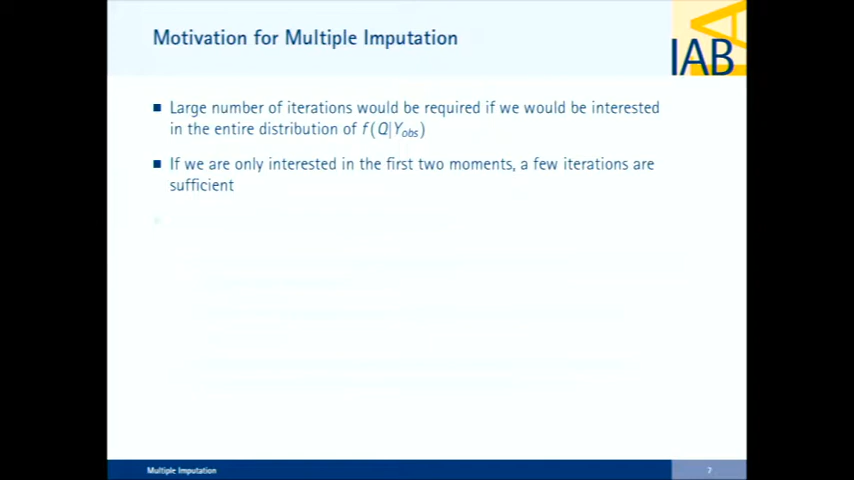 Motivation for Multiple Imputation
IAB
Large number of iterations would be required if we would be interested
in the entire distribution of f(Q|Yobs)
If we are only interested in the first two moments, a few iterations are
sufficient
Multiple Imputation
7